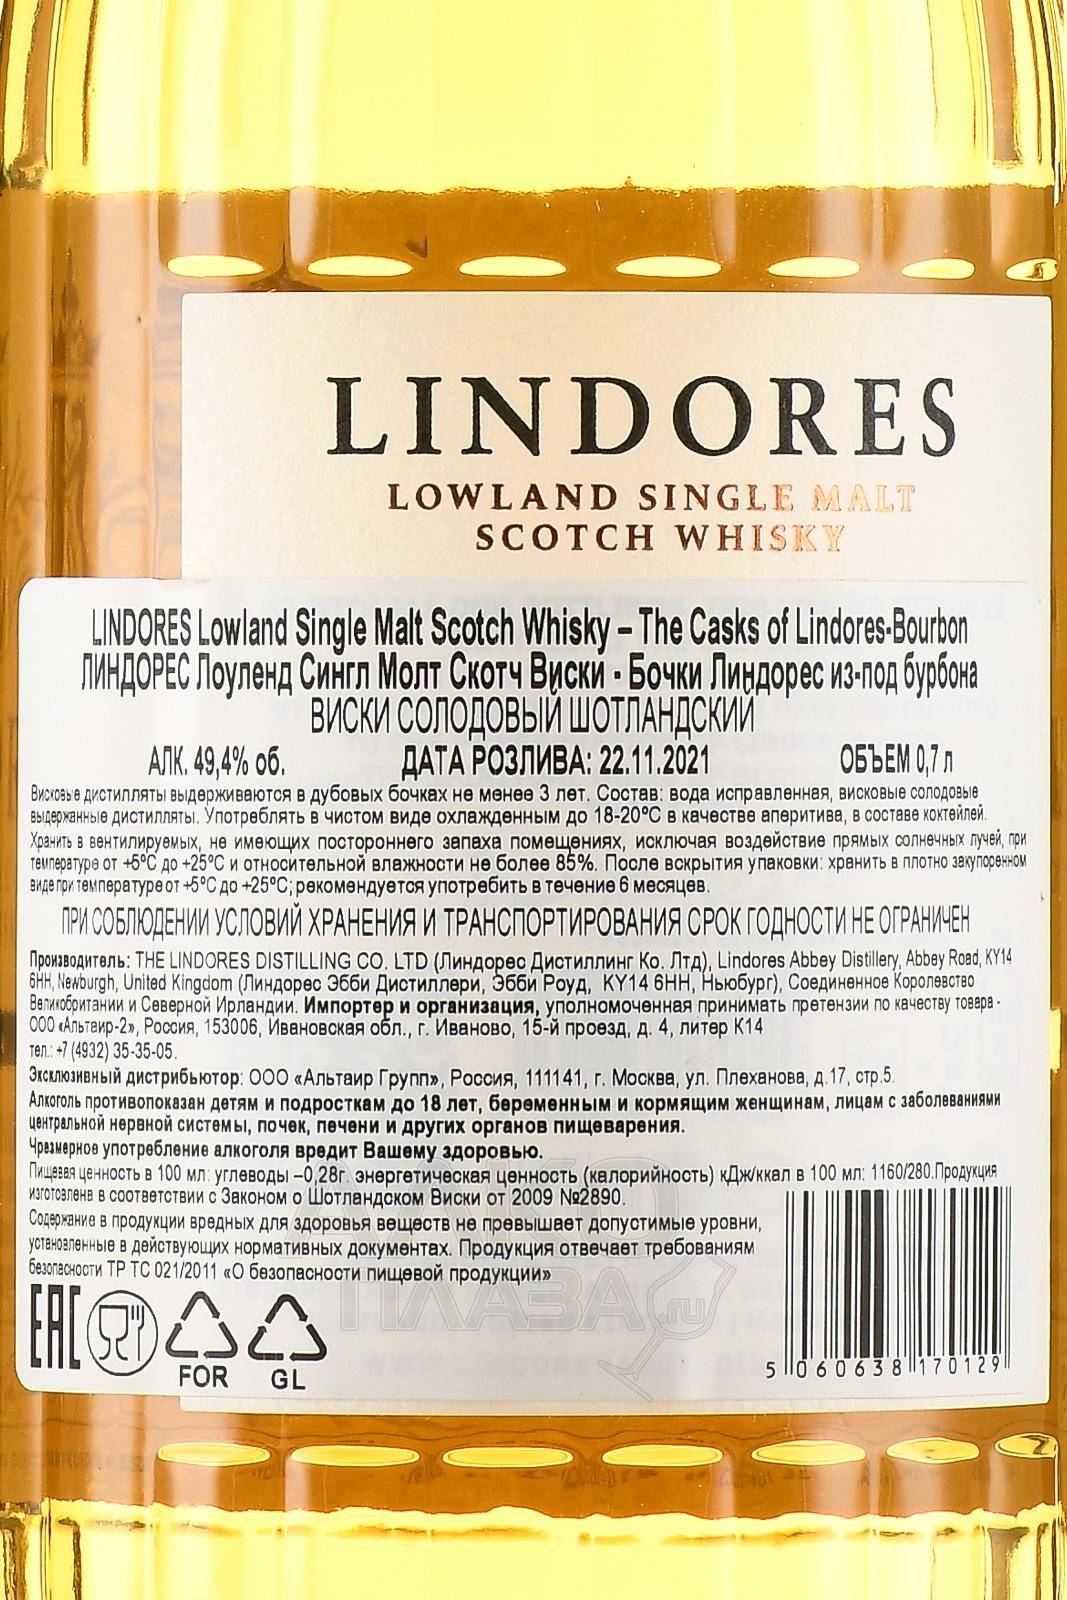 LINDORES
LOWLAND SINGLE MALT
SCOTCH WHISKY
LINDORES Lowland Single Malt Scotch Whisky – The Casks of Lindores-Bourbon
ЛИНДОРЕС Лоуленд Сингл Молт Скотч Виски - Бочки Линдорес из-под бурбона
ВИСКИ СОЛОДОВЫЙ ШОТЛАНДСКИЙ
АЛК. 49,4% об. ДАТА РОЗЛИВА: 22.11.2021 ОБЪЕМ 0,7 л
Висковые дистилляты выдерживаются в дубовых бочках не менее 3 лет. Состав: вода исправленная, висковые солодовые
выдержанные дистилляты. Употреблять в чистом виде охлажденным до 18-20°С в качестве аперитива, в составе коктейлей.
Хранить в вентилируемых, не имеющих постороннего запаха помещениях, исключая воздействие прямых солнечных лучей, при
температуре от +5°С до +25°С и относительной влажности не более 85%. После вскрытия упаковки: хранить в плотно закупоренном
виде при температуре от +5°С до +25°С; рекомендуется употребить в течение 6 месяцев.
ПРИ СОБЛЮДЕНИИ УСЛОВИЙ ХРАНЕНИЯ И ТРАНСПОРТИРОВАНИЯ СРОК ГОДНОСТИ НЕ ОГРАНИЧЕН
Производитель: THE LINDORES DISTILLING CO. LTD (Линдорес Дистиллинг Ко. Лтд), Lindores Abbey Distillery, Abbey Road, KY14
6HH, Newburgh, United Kingdom (Линдорес Эбби Дистиллери, Эбби Роуд, KY14 6HH, Ньюбург), Соединенное Королевство
Великобритании и Северной Ирландии. Импортер и организация, уполномоченная принимать претензии по качеству товара -
ООО «Альтаир-2», Россия, 153006, Ивановская обл., г. Иваново, 15-й проезд, д. 4, литер К14
тел.: +7 (4932) 35-35-05.
Эксклюзивный дистрибьютор: ООО «Альтаир Групп», Россия, 111141, г. Москва, ул. Плеханова, д.17, стр.5.
Алкоголь противопоказан детям и подросткам до 18 лет, беременным и кормящим женщинам, лицам с заболеваниями
центральной нервной системы, почек, печени и других органов пищеварения.
Чрезмерное употребление алкоголя вредит Вашему здоровью.
Пищевая ценность в 100 мл: углеводы –0,28г. энергетическая ценность (калорийность) кДж/ккал в 100 мл: 1160/280.Продукция
изготовлена в соответствии с Законом о Шотландском Виски от 2009 №2890.
Содержание в продукции вредных для здоровья веществ не превышает допустимые уровни,
установленные в действующих нормативных документах. Продукция отвечает требованиям
безопасности ТР ТС 021/2011 «О безопасности пищевой продукции»
ЕАС
FOR GL
5 060638 170129
АЛКО
ПЛАЗА.ru